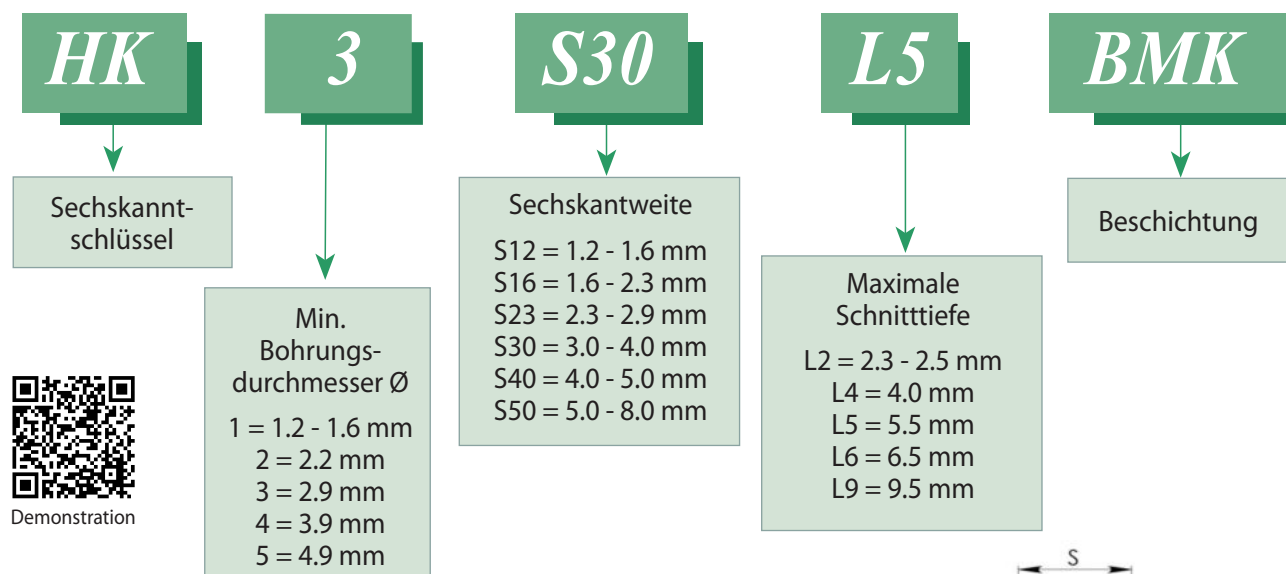 HK 3 S30 L5 BMK
Sechskannt-
schlüssel
Min.
Bohrungs-
durchmesser Ø
1 = 1.2 - 1.6 mm
2 = 2.2 mm
3 = 2.9 mm
4 = 3.9 mm
5 = 4.9 mm
Sechskantweite
S12 = 1.2 - 1.6 mm
S16 = 1.6 - 2.3 mm
S23 = 2.3 - 2.9 mm
S30 = 3.0 - 4.0 mm
S40 = 4.0 - 5.0 mm
S50 = 5.0 - 8.0 mm
Maximale
Schnitttiefe
L2 = 2.3 - 2.5 mm
L4 = 4.0 mm
L5 = 5.5 mm
L6 = 6.5 mm
L9 = 9.5 mm
Beschichtung
Demonstration
S